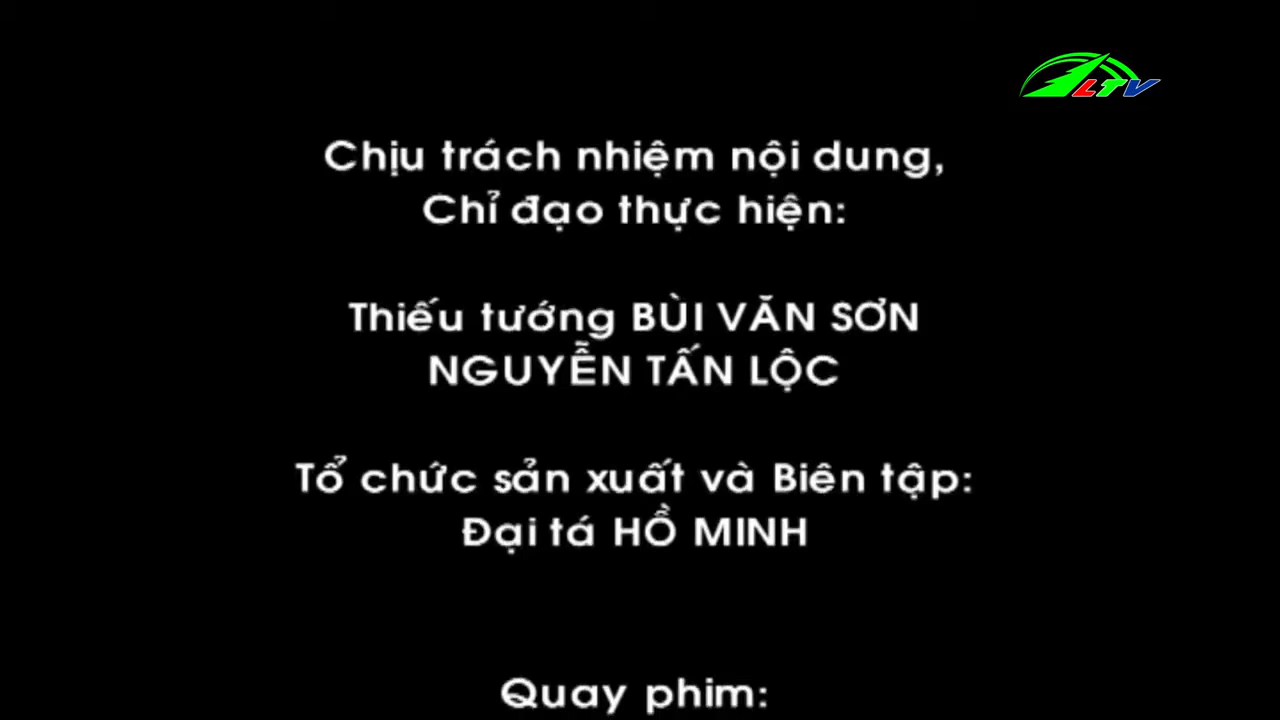 LTV
Chịu trách nhiệm nội dung,
Chỉ đạo thực hiện:
Thiếu tướng BÙI VĂN SƠN
NGUYỄN TẤN LỘC
Tổ chức sản xuất và Biên tập:
Đại tá HỒ MINH
Quay phim: